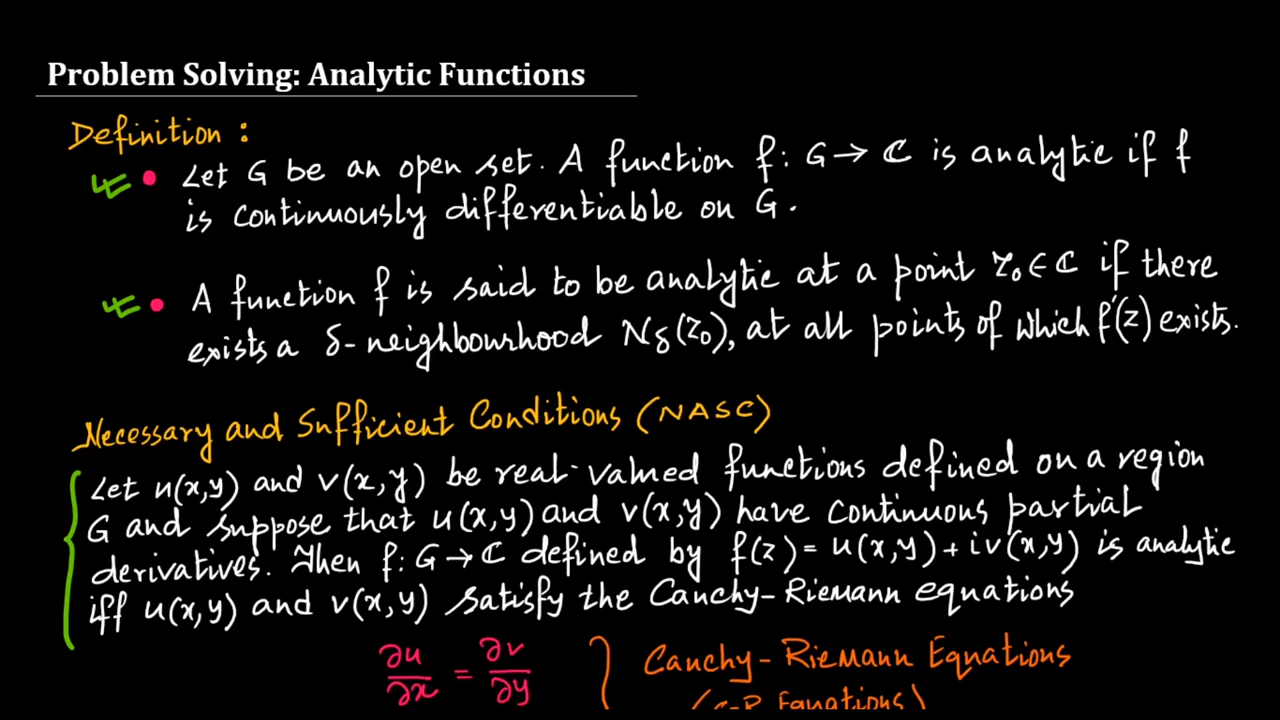 Problem Solving: Analytic Functions
Definition :
• Let G be an open set. A function f: G → ℂ is analytic if f
is continuously differentiable on G.
• A function f is said to be analytic at a point z₀ ∈ ℂ if there
exists a δ-neighbourhood N_δ(z₀), at all points of which f'(z) exists.
Necessary and Sufficient Conditions (NASC)
Let u(x,y) and v(x,y) be real-valued functions defined on a region
G and suppose that u(x,y) and v(x,y) have continuous partial
derivatives. Then f: G → ℂ defined by f(z) = u(x,y) + i v(x,y) is analytic
iff u(x,y) and v(x,y) satisfy the Cauchy-Riemann equations
∂u/∂x = ∂v/∂y } Cauchy-Riemann Equations
(C-R Equations)